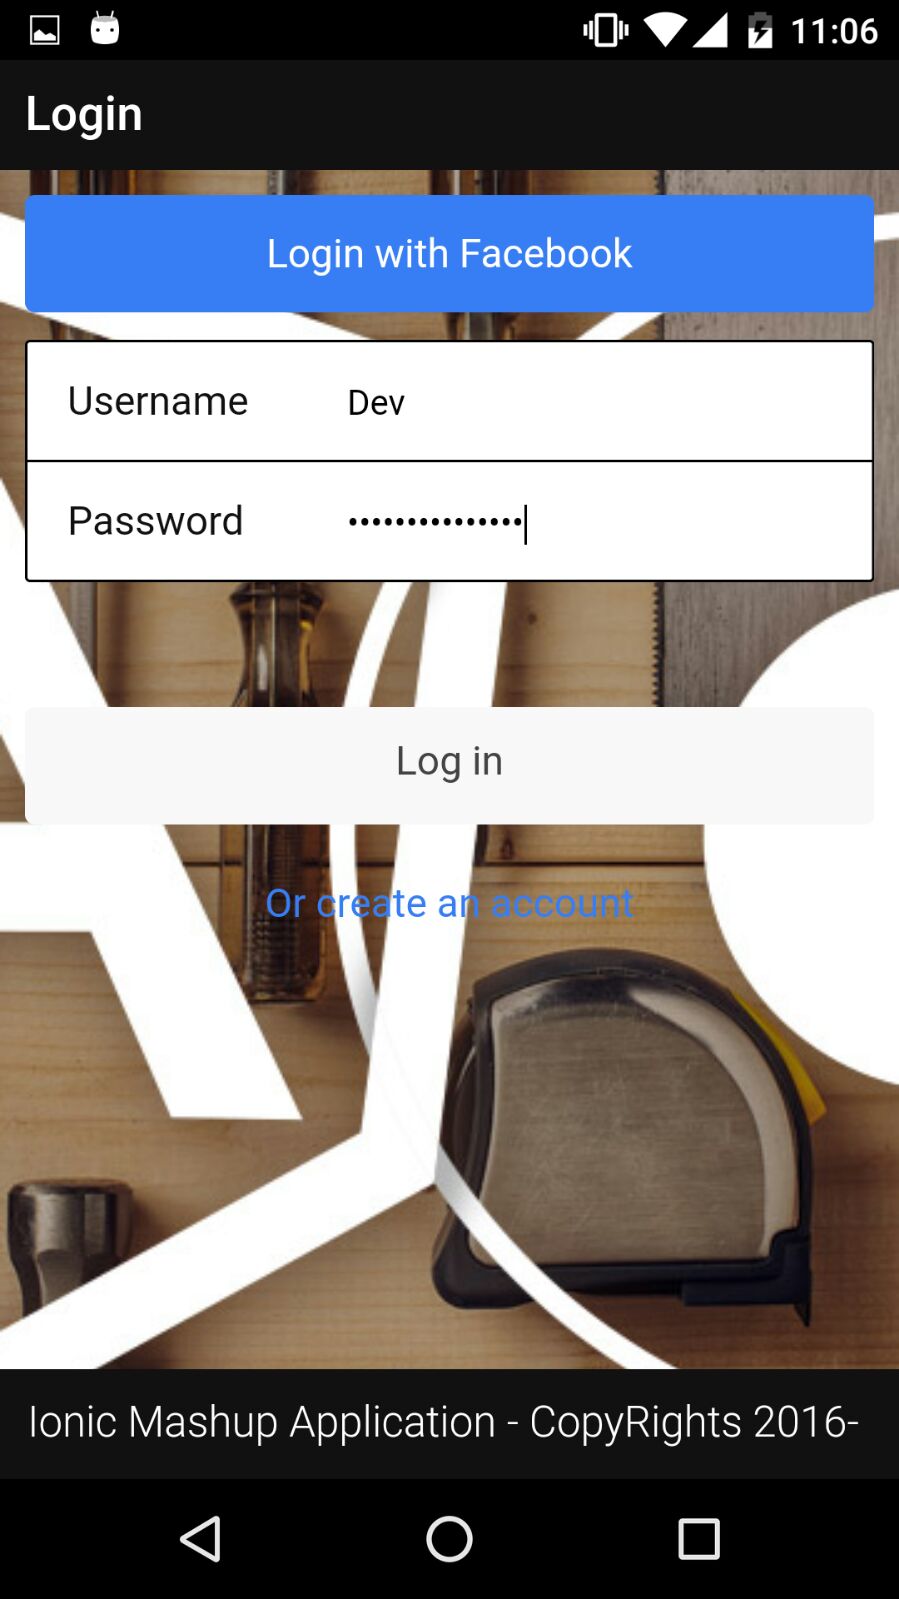 11:06
Login
Login with Facebook
Username Dev
Password •••••••••••••••
Log in
Or create an account
Ionic Mashup Application - CopyRights 2016-